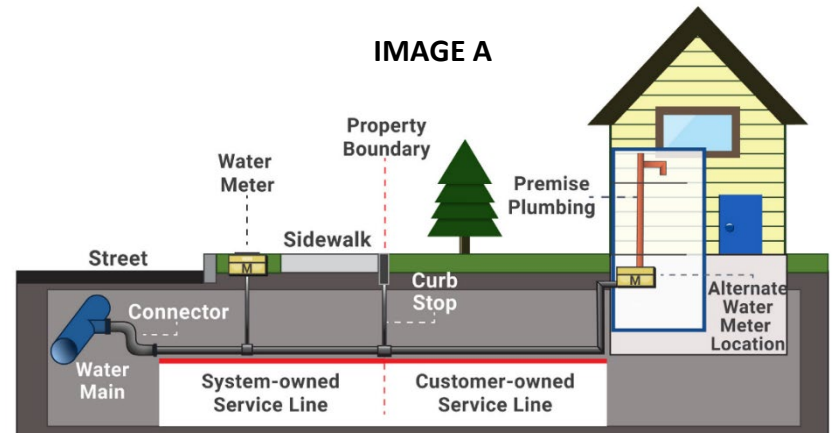 IMAGE A
Property
Boundary
Water
Meter
Premise
Plumbing
Sidewalk
Street
M
Curb
Stop
M
Alternate
Water
Meter
Location
Connector
Water
Main
System-owned
Service Line
Customer-owned
Service Line